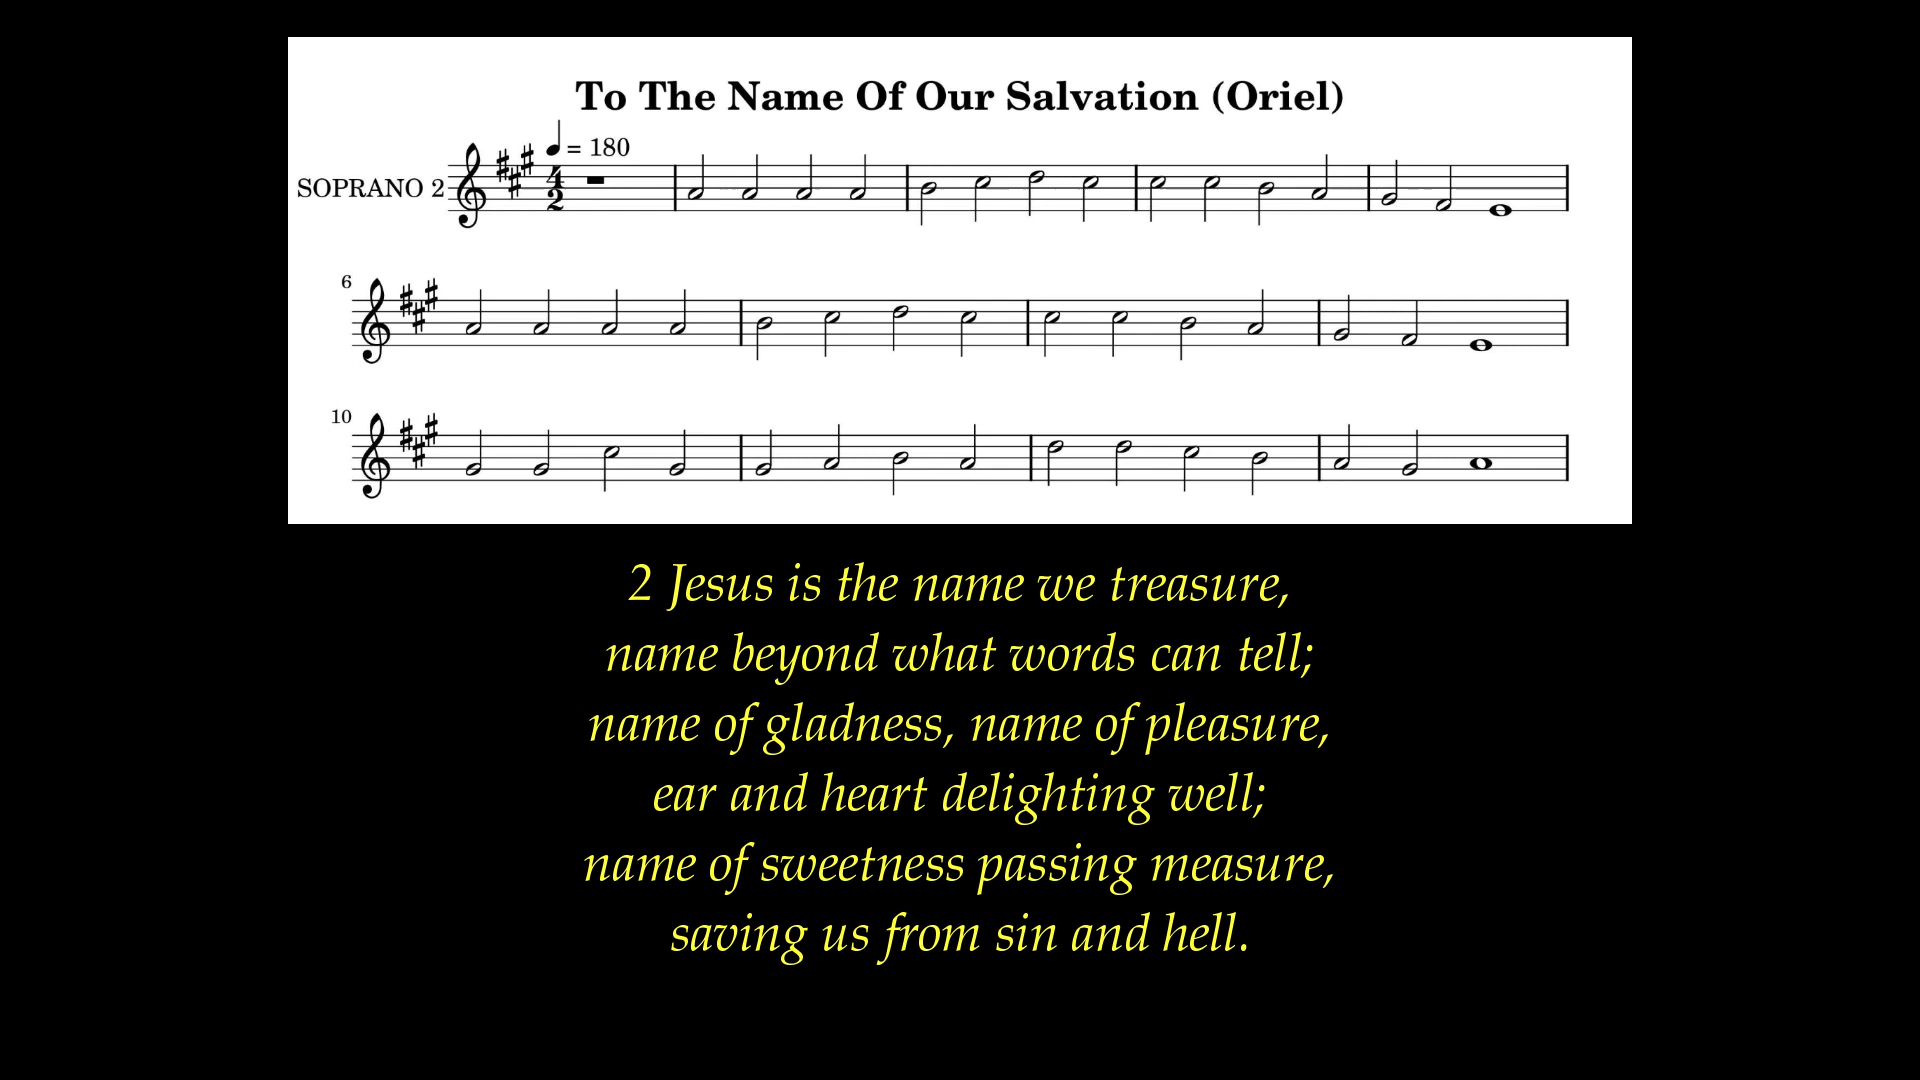 To The Name Of Our Salvation (Oriel)
= 180
SOPRANO 2
4
2
6
10
2 Jesus is the name we treasure,
name beyond what words can tell;
name of gladness, name of pleasure,
ear and heart delighting well;
name of sweetness passing measure,
saving us from sin and hell.